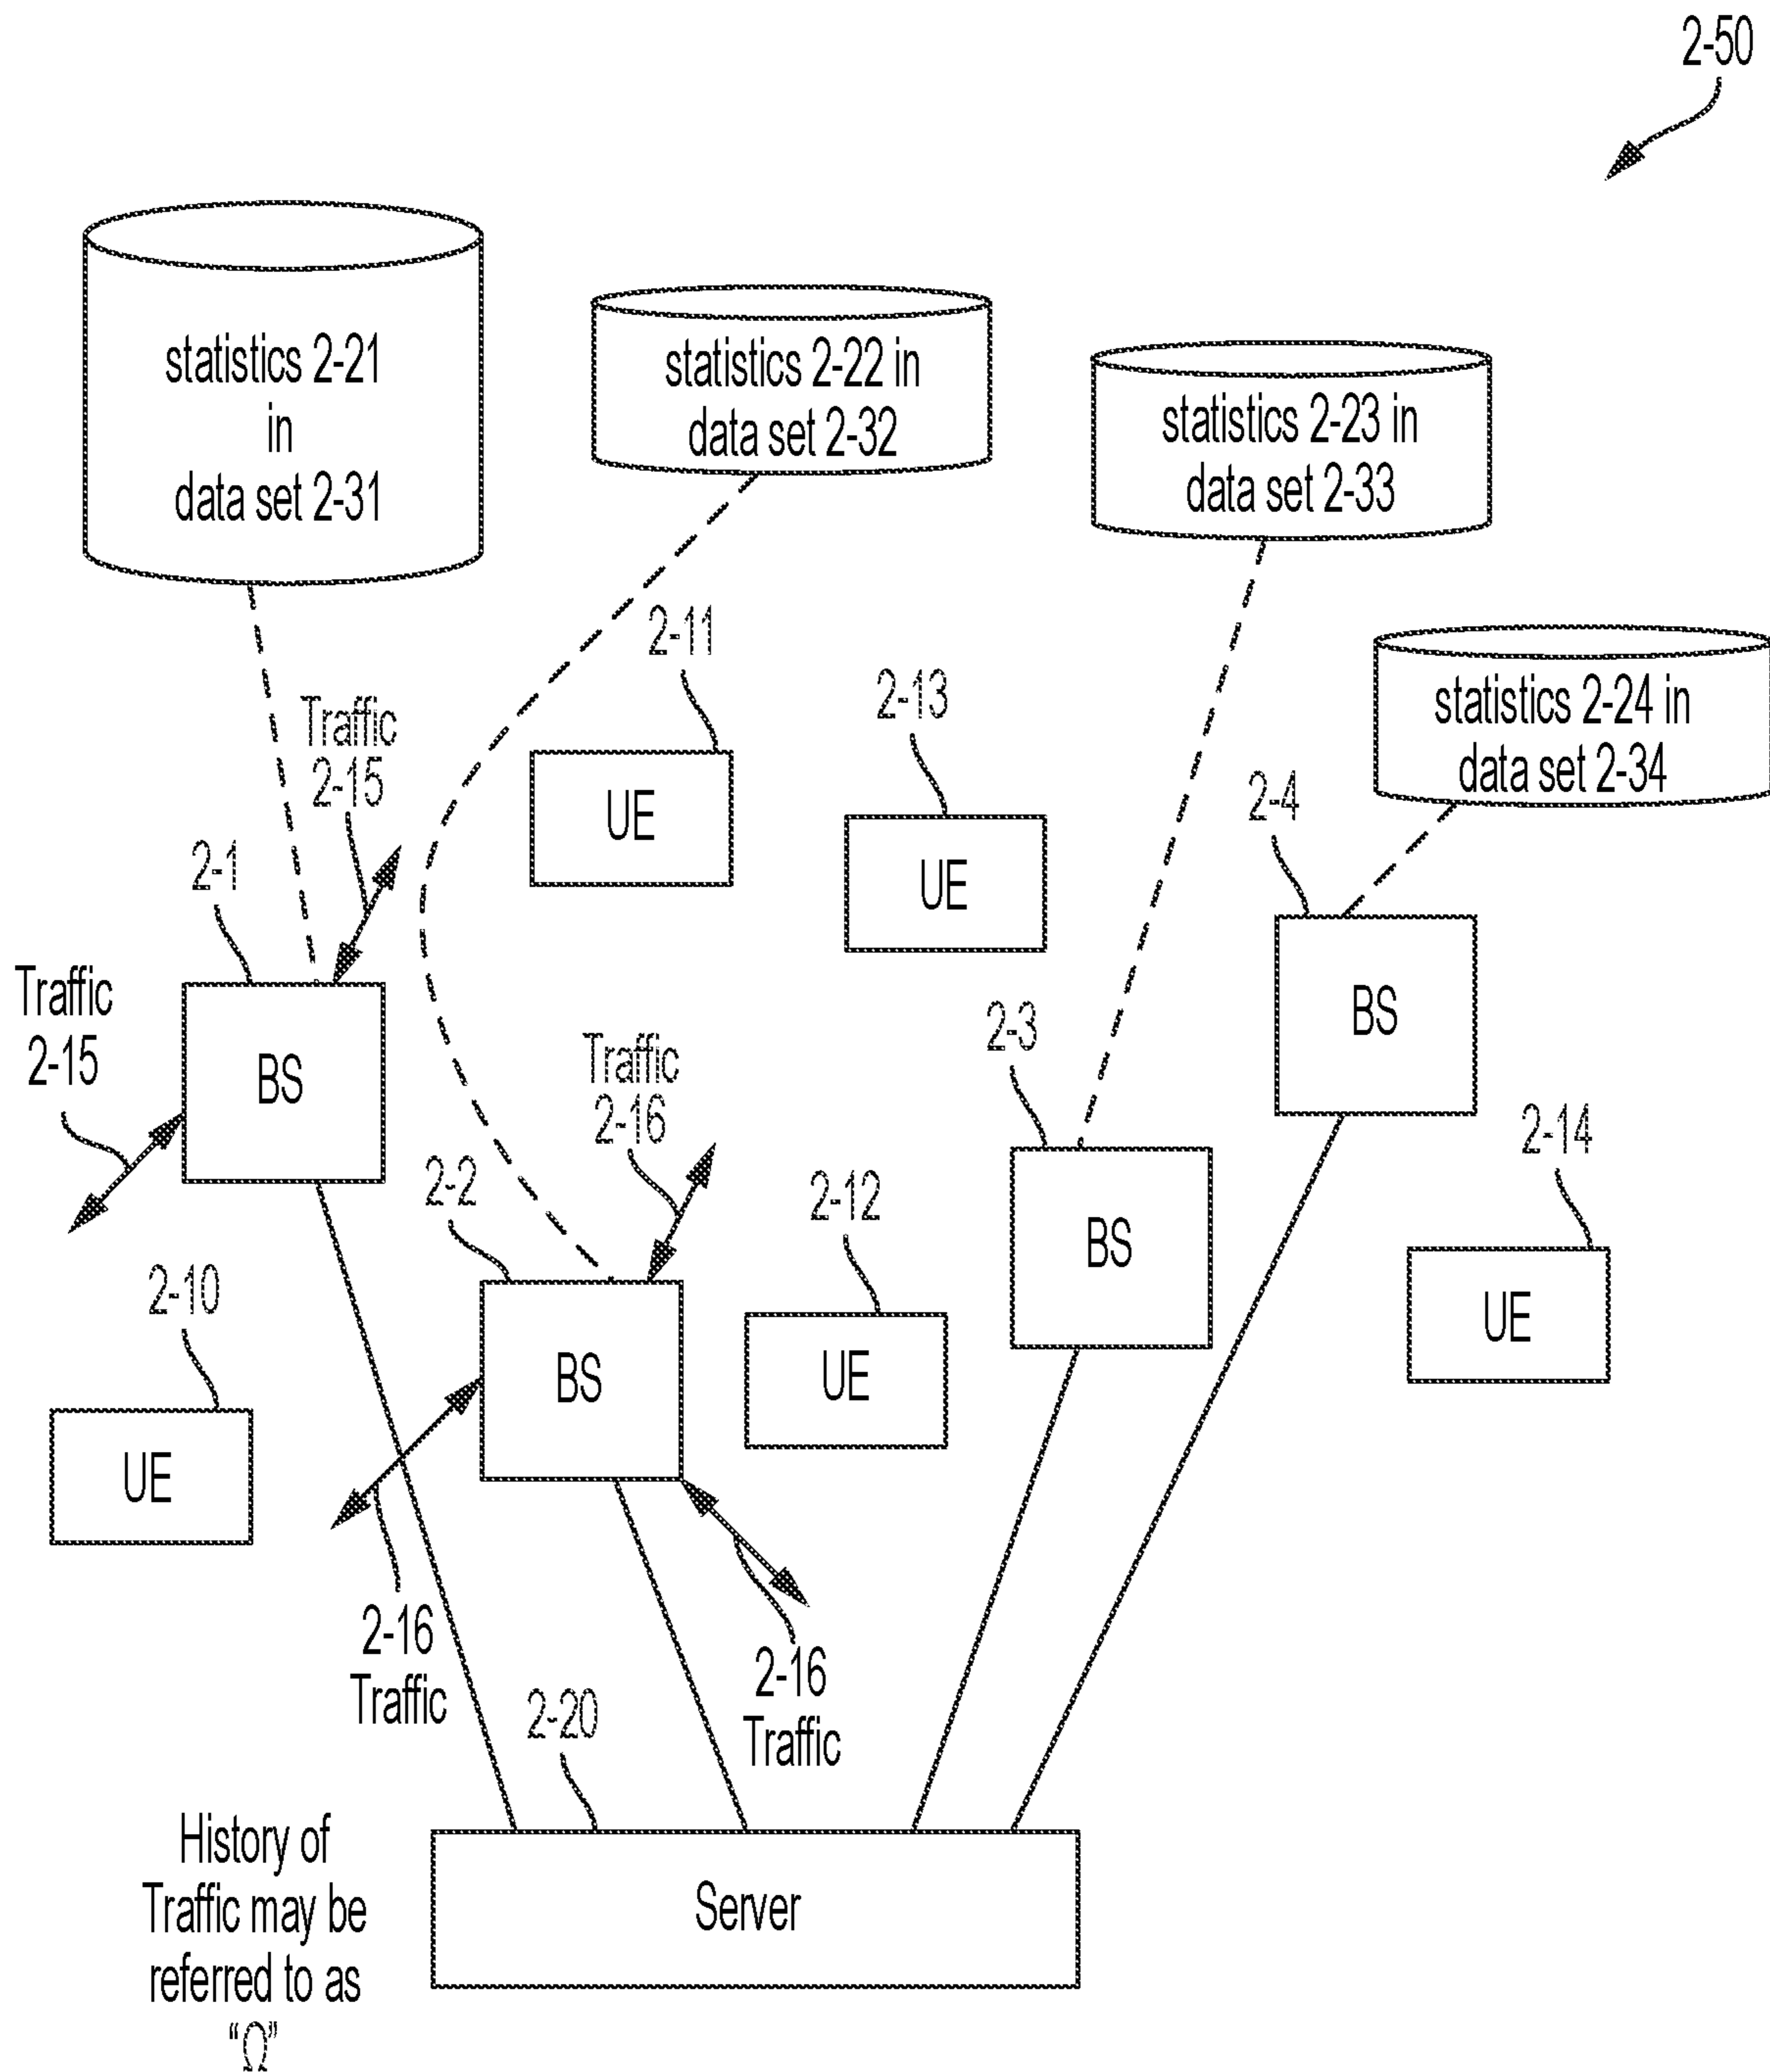 2-50
statistics 2-21
in
data set 2-31
statistics 2-22 in
data set 2-32
statistics 2-23 in
data set 2-33
statistics 2-24 in
data set 2-34
2-11
2-13
Traffic
2-15
UE
UE
2-4
2-1
Traffic
2-15
BS
BS
2-3
Traffic
2-16
BS
2-14
2-2
2-12
UE
2-10
BS
UE
UE
2-16
Traffic
2-16
Traffic
2-20
Server
History of
Traffic may be
referred to as
“Ω”